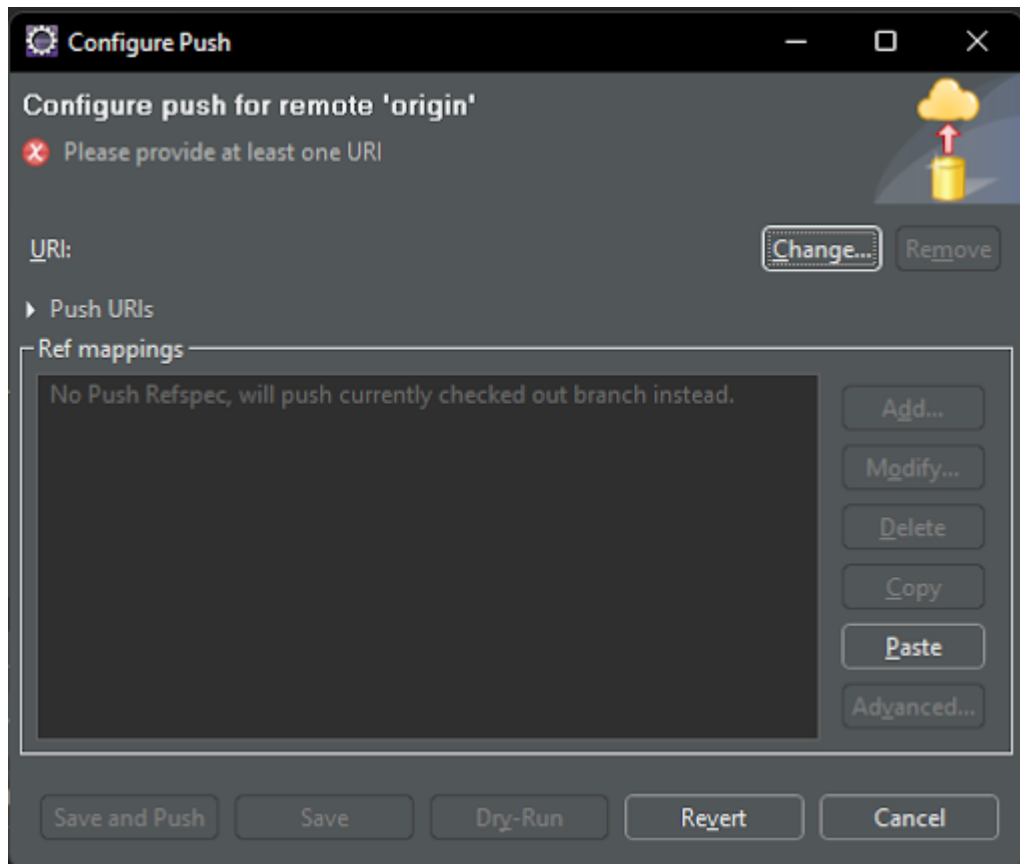 Configure Push
Configure push for remote 'origin'
Please provide at least one URI
URI:
Change...
Remove
Push URIs
Ref mappings
No Push Refspec, will push currently checked out branch instead.
Add...
Modify...
Delete
Copy
Paste
Advanced...
Save and Push
Save
Dry-Run
Revert
Cancel